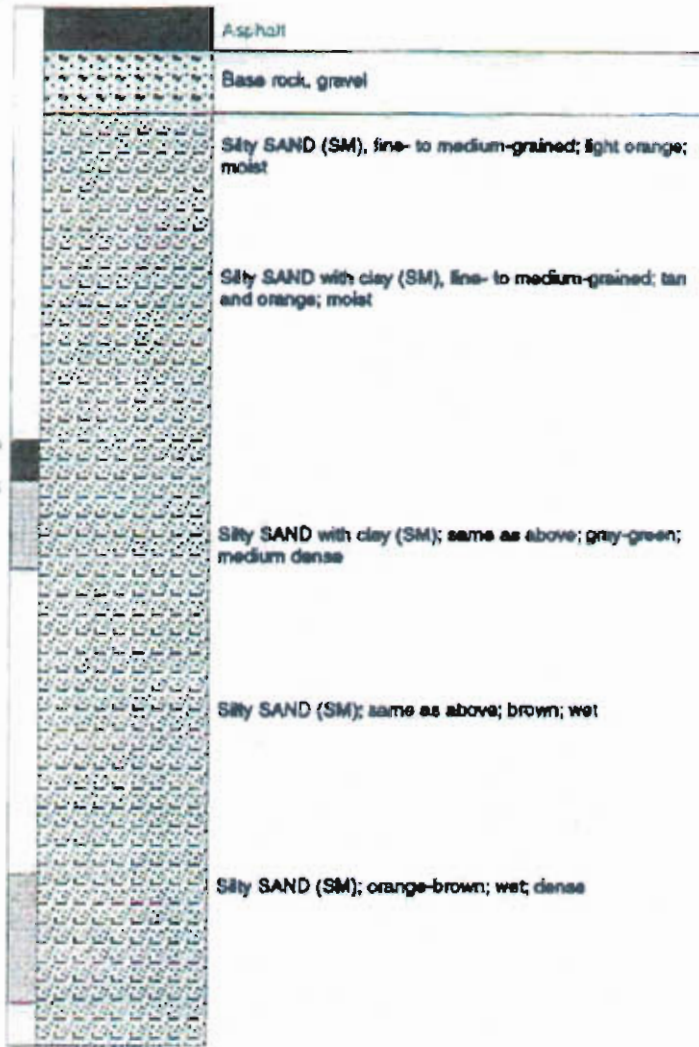 Asphalt
Base rock, gravel
Silty SAND (SM), fine- to medium-grained; light orange;
moist
Silty SAND with clay (SM), fine- to medium-grained; tan
and orange; moist
Silty SAND with clay (SM); same as above; gray-green;
medium dense
Silty SAND (SM); same as above; brown; wet
Silty SAND (SM); orange-brown; wet; dense